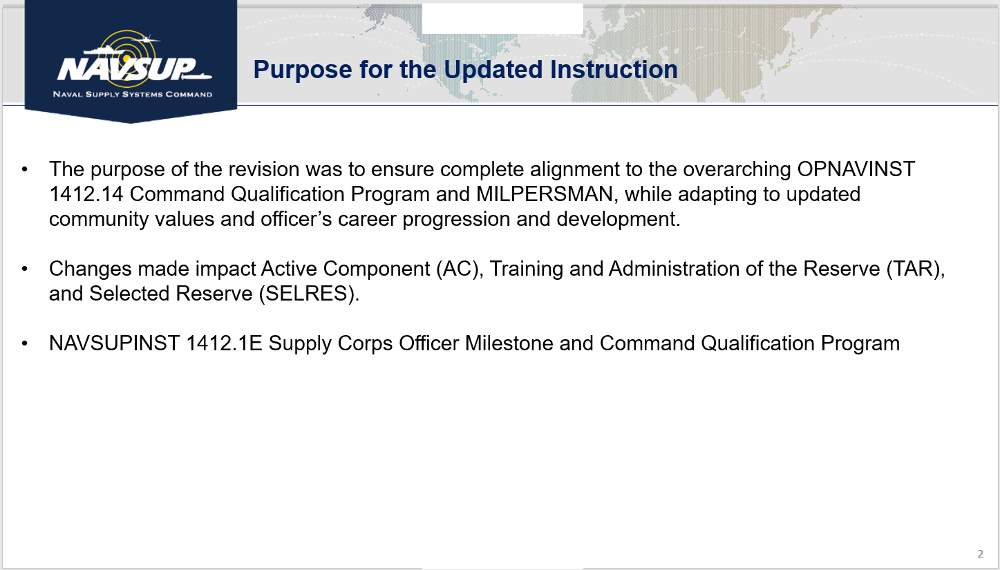 NAVSUP
NAVAL SUPPLY SYSTEMS COMMAND
Purpose for the Updated Instruction
• The purpose of the revision was to ensure complete alignment to the overarching OPNAVINST
1412.14 Command Qualification Program and MILPERSMAN, while adapting to updated
community values and officer’s career progression and development.
• Changes made impact Active Component (AC), Training and Administration of the Reserve (TAR),
and Selected Reserve (SELRES).
• NAVSUPINST 1412.1E Supply Corps Officer Milestone and Command Qualification Program
2